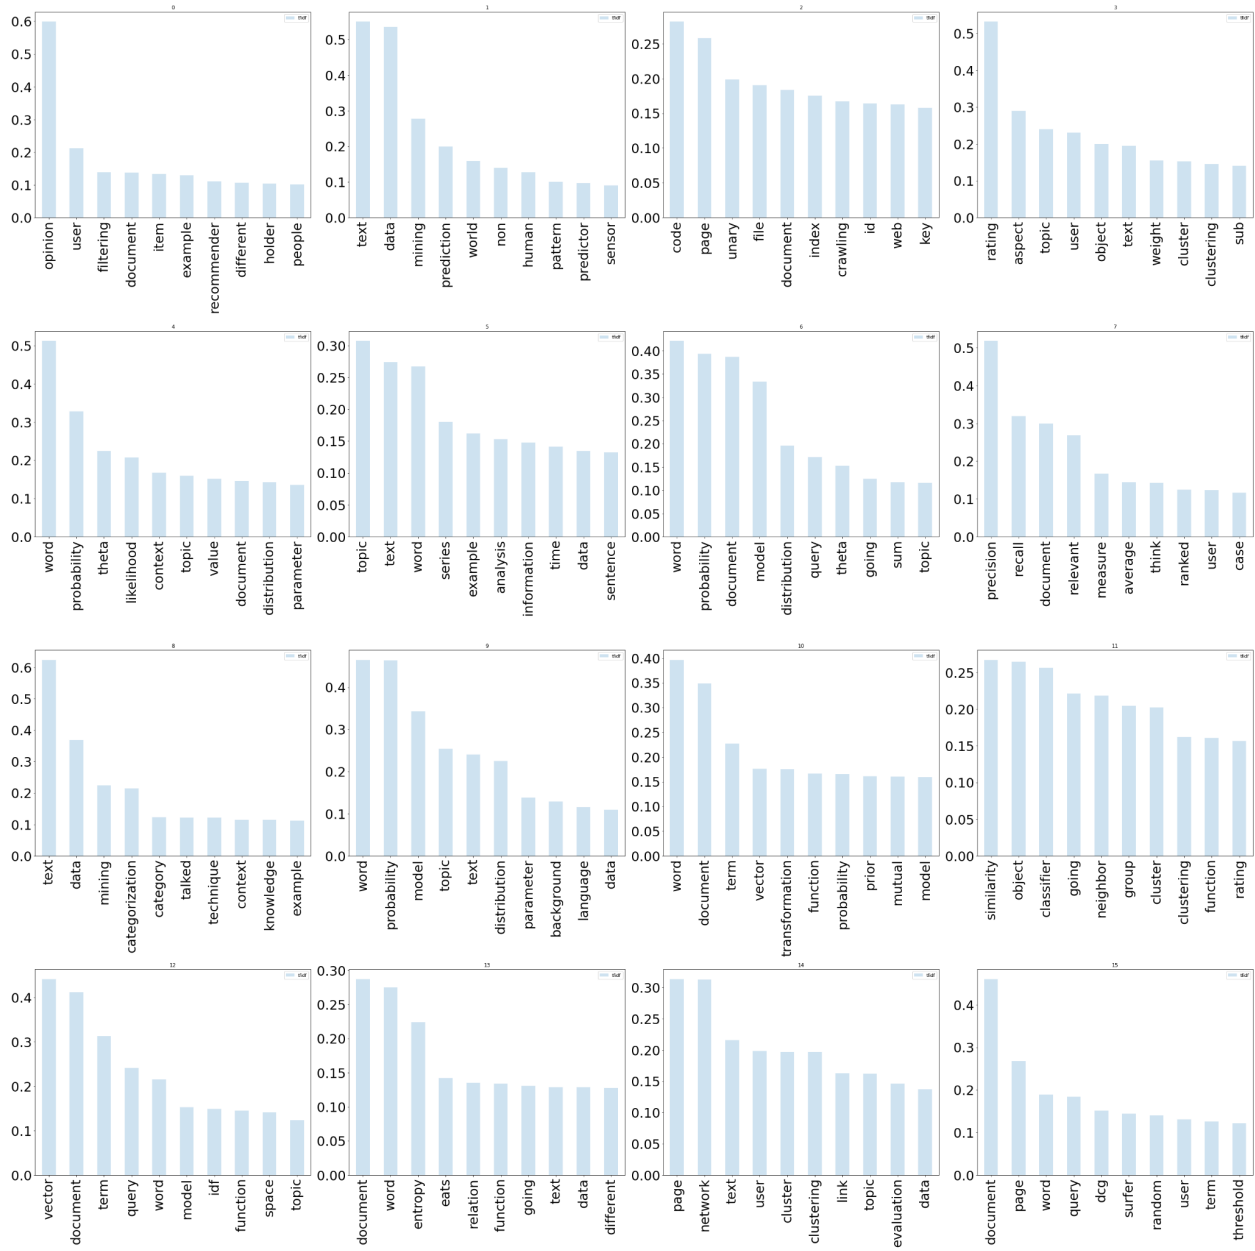 0
tfidf
0.6
0.5
0.4
0.3
0.2
0.1
0.0
opinion
user
filtering
document
item
example
recommender
different
holder
people
1
tfidf
0.5
0.4
0.3
0.2
0.1
0.0
text
data
mining
prediction
world
non
human
pattern
predictor
sensor
2
tfidf
0.25
0.20
0.15
0.10
0.05
0.00
code
page
unary
file
document
index
crawling
id
web
key
3
tfidf
0.5
0.4
0.3
0.2
0.1
0.0
rating
aspect
topic
user
object
text
weight
cluster
clustering
sub
4
tfidf
0.5
0.4
0.3
0.2
0.1
0.0
word
probability
theta
likelihood
context
topic
value
document
distribution
parameter
5
tfidf
0.30
0.25
0.20
0.15
0.10
0.05
0.00
topic
text
word
series
example
analysis
information
time
data
sentence
6
tfidf
0.40
0.35
0.30
0.25
0.20
0.15
0.10
0.05
0.00
word
probability
document
model
distribution
query
theta
going
sum
topic
7
tfidf
0.5
0.4
0.3
0.2
0.1
0.0
precision
recall
document
relevant
measure
average
think
ranked
user
case
8
tfidf
0.6
0.5
0.4
0.3
0.2
0.1
0.0
text
data
mining
categorization
category
talked
technique
context
knowledge
example
9
tfidf
0.4
0.3
0.2
0.1
0.0
word
probability
model
topic
text
distribution
parameter
background
language
data
10
tfidf
0.40
0.35
0.30
0.25
0.20
0.15
0.10
0.05
0.00
word
document
term
vector
transformation
function
probability
prior
mutual
model
11
tfidf
0.25
0.20
0.15
0.10
0.05
0.00
similarity
object
classifier
going
neighbor
group
cluster
clustering
function
rating
12
tfidf
0.4
0.3
0.2
0.1
0.0
vector
document
term
query
word
model
idf
function
space
topic
13
tfidf
0.30
0.25
0.20
0.15
0.10
0.05
0.00
document
word
entropy
eats
relation
function
going
text
data
different
14
tfidf
0.30
0.25
0.20
0.15
0.10
0.05
0.00
page
network
text
user
cluster
clustering
link
topic
evaluation
data
15
tfidf
0.4
0.3
0.2
0.1
0.0
document
page
word
query
dcg
surfer
random
user
term
threshold